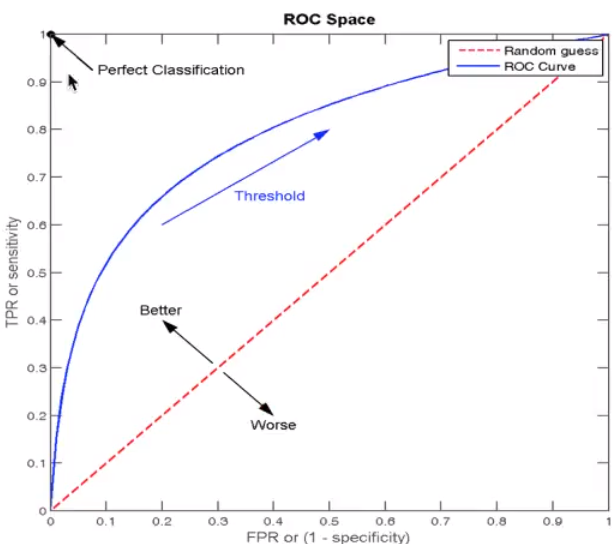 ROC Space
Random guess
ROC Curve
Perfect Classification
Threshold
Better
Worse
TPR or sensitivity
1
0.9
0.8
0.7
0.6
0.5
0.4
0.3
0.2
0.1
0
0 0.1 0.2 0.3 0.4 0.5 0.6 0.7 0.8 0.9 1
FPR or (1 - specificity)